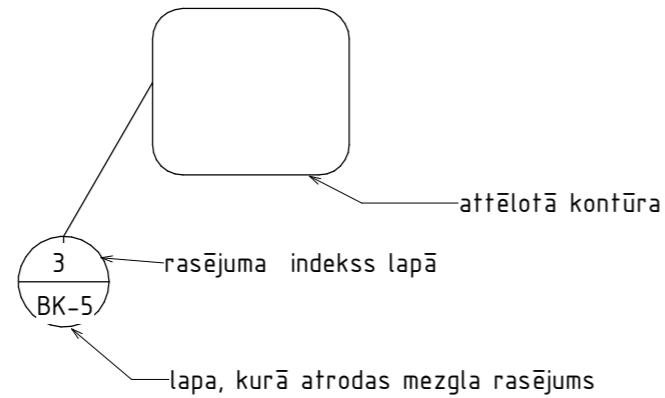 attēlotā kontūra
3
rasējuma indekss lapā
BK-5
lapa, kurā atrodas mezgla rasējums